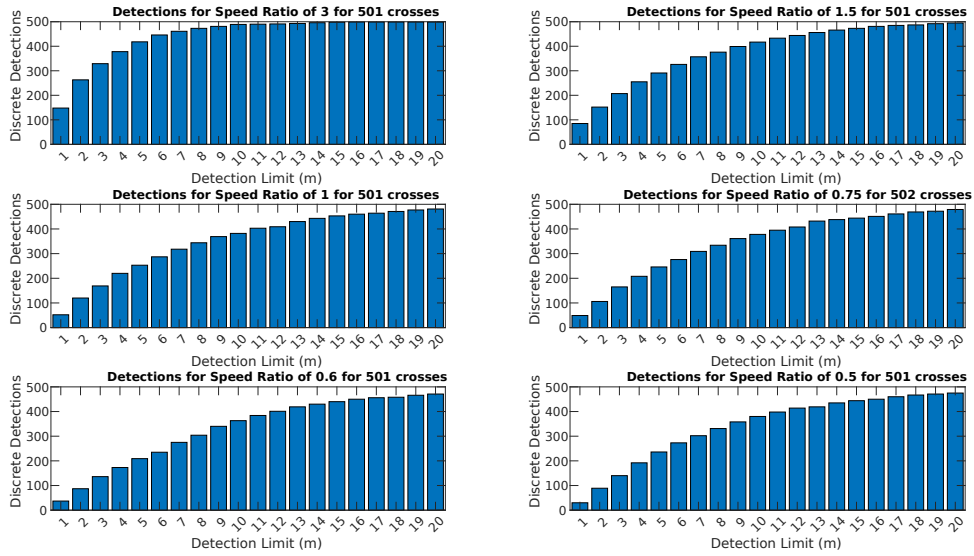 Detections for Speed Ratio of 3 for 501 crosses
Discrete Detections
500
400
300
200
100
0
1 2 3 4 5 6 7 8 9 10 11 12 13 14 15 16 17 18 19 20
Detection Limit (m)
Detections for Speed Ratio of 1.5 for 501 crosses
Discrete Detections
500
400
300
200
100
0
1 2 3 4 5 6 7 8 9 10 11 12 13 14 15 16 17 18 19 20
Detection Limit (m)
Detections for Speed Ratio of 1 for 501 crosses
Discrete Detections
500
400
300
200
100
0
1 2 3 4 5 6 7 8 9 10 11 12 13 14 15 16 17 18 19 20
Detection Limit (m)
Detections for Speed Ratio of 0.75 for 502 crosses
Discrete Detections
500
400
300
200
100
0
1 2 3 4 5 6 7 8 9 10 11 12 13 14 15 16 17 18 19 20
Detection Limit (m)
Detections for Speed Ratio of 0.6 for 501 crosses
Discrete Detections
500
400
300
200
100
0
1 2 3 4 5 6 7 8 9 10 11 12 13 14 15 16 17 18 19 20
Detection Limit (m)
Detections for Speed Ratio of 0.5 for 501 crosses
Discrete Detections
500
400
300
200
100
0
1 2 3 4 5 6 7 8 9 10 11 12 13 14 15 16 17 18 19 20
Detection Limit (m)